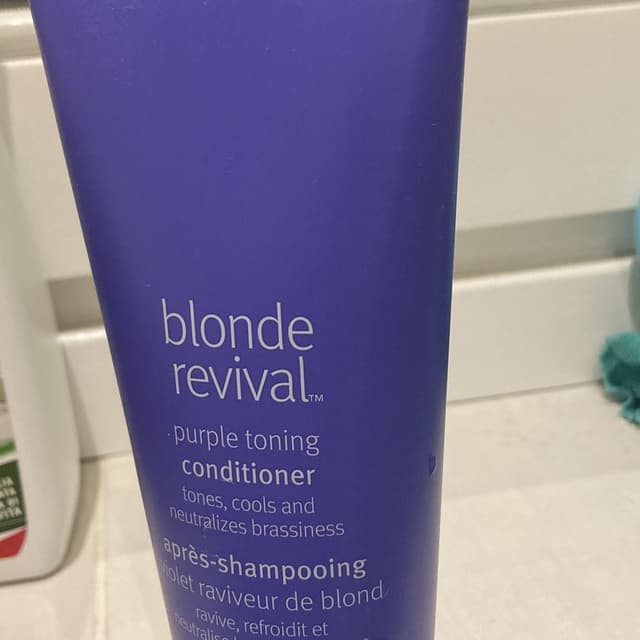 blonde
revival™
purple toning
conditioner
tones, cools and
neutralizes brassiness
après-shampooing
violet raviveur de blond
ravive, refroidit et
neutralise